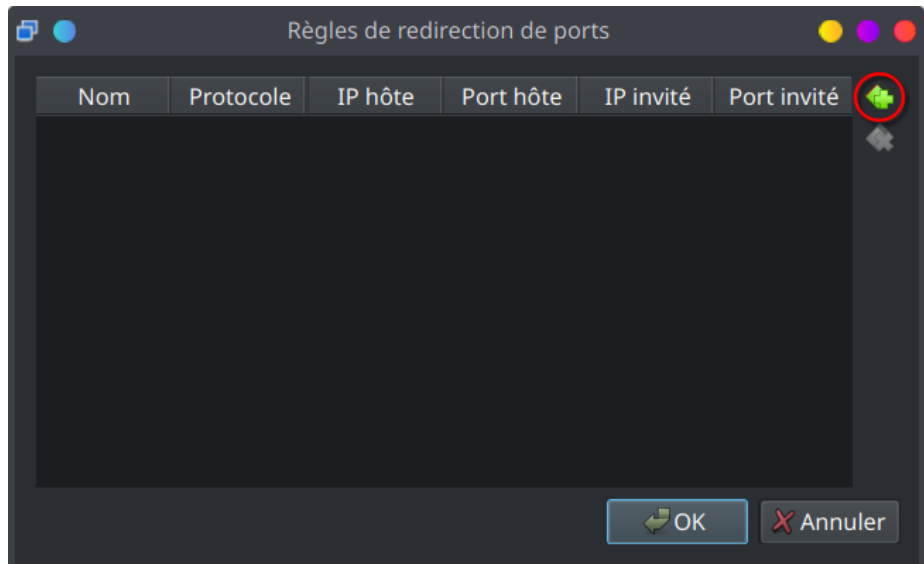 Règles de redirection de ports
Nom Protocole IP hôte Port hôte IP invité Port invité
OK Annuler